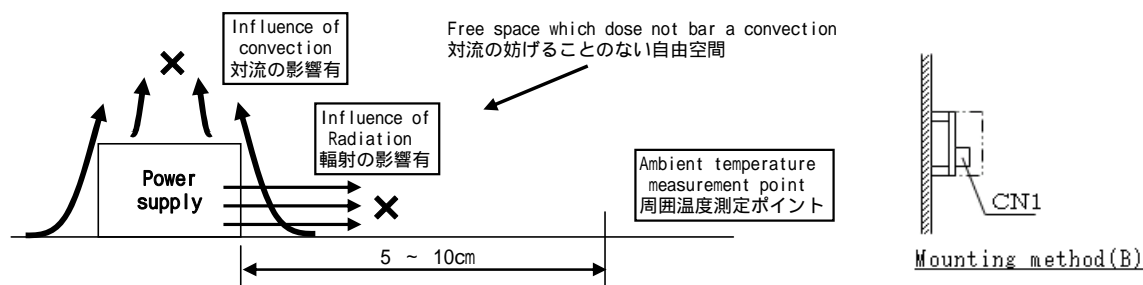 Influence of
convection
対流の影響有
Free space which dose not bar a convection
対流の妨げることのない自由空間
Influence of
Radiation
輻射の影響有
Power
supply
Ambient temperature
measurement point
周囲温度測定ポイント
5 ~ 10cm
CN1
Mounting method(B)